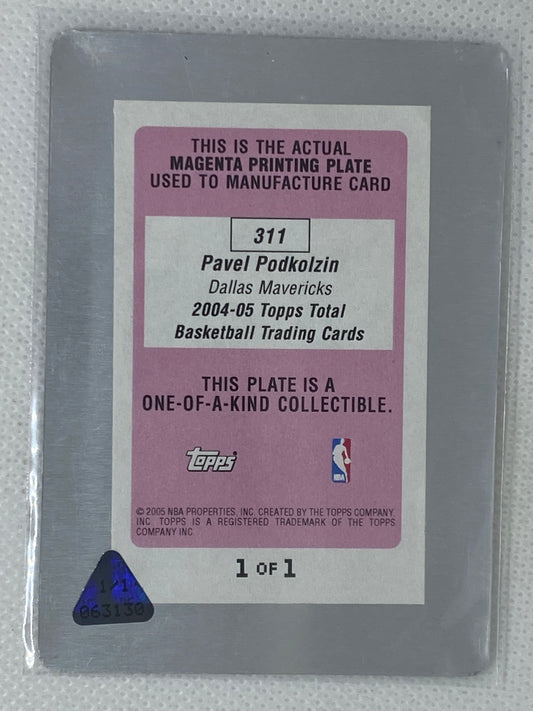 THIS IS THE ACTUAL
MAGENTA PRINTING PLATE
USED TO MANUFACTURE CARD
311
Pavel Podkolzin
Dallas Mavericks
2004-05 Topps Total
Basketball Trading Cards
THIS PLATE IS A
ONE-OF-A-KIND COLLECTIBLE.
topps
NBA
© 2005 NBA PROPERTIES, INC. CREATED BY THE TOPPS COMPANY,
INC. TOPPS IS A REGISTERED TRADEMARK OF THE TOPPS
COMPANY INC
1 OF 1
1/1
063130